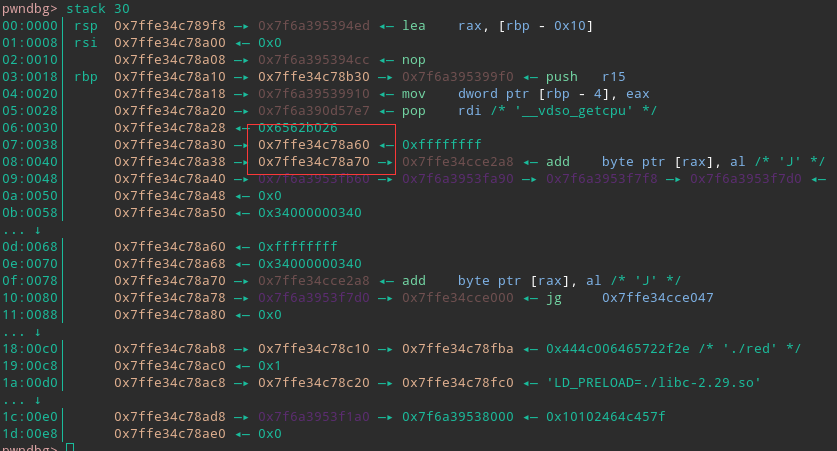 pwndbg> stack 30
00:0000│ rsp 0x7ffe34c789f8 —▸ 0x7f6a395394ed ◂— lea rax, [rbp - 0x10]
01:0008│ rsi 0x7ffe34c78a00 ◂— 0x0
02:0010│ 0x7ffe34c78a08 —▸ 0x7f6a395394cc ◂— nop
03:0018│ rbp 0x7ffe34c78a10 —▸ 0x7ffe34c78b30 —▸ 0x7f6a395399f0 ◂— push r15
04:0020│ 0x7ffe34c78a18 —▸ 0x7f6a39539910 ◂— mov dword ptr [rbp - 4], eax
05:0028│ 0x7ffe34c78a20 —▸ 0x7f6a390d57e7 ◂— pop rdi /* '__vdso_getcpu' */
06:0030│ 0x7ffe34c78a28 ◂— 0x6562b026
07:0038│ 0x7ffe34c78a30 —▸ 0x7ffe34c78a60 ◂— 0xffffffff
08:0040│ 0x7ffe34c78a38 —▸ 0x7ffe34c78a70 —▸ 0x7ffe34cce2a8 ◂— add byte ptr [rax], al /* 'J' */
09:0048│ 0x7ffe34c78a40 —▸ 0x7f6a3953fb60 —▸ 0x7f6a3953fa90 —▸ 0x7f6a3953f7f8 —▸ 0x7f6a3953f7d0 ◂—
0a:0050│ 0x7ffe34c78a48 ◂— 0x0
0b:0058│ 0x7ffe34c78a50 ◂— 0x34000000340
... ↓
0d:0068│ 0x7ffe34c78a60 ◂— 0xffffffff
0e:0070│ 0x7ffe34c78a68 ◂— 0x34000000340
0f:0078│ 0x7ffe34c78a70 —▸ 0x7ffe34cce2a8 ◂— add byte ptr [rax], al /* 'J' */
10:0080│ 0x7ffe34c78a78 —▸ 0x7f6a3953f7d0 —▸ 0x7ffe34cce000 ◂— jg 0x7ffe34cce047
11:0088│ 0x7ffe34c78a80 ◂— 0x0
... ↓
18:00c0│ 0x7ffe34c78ab8 —▸ 0x7ffe34c78c10 —▸ 0x7ffe34c78fba ◂— 0x444c006465722f2e /* './red' */
19:00c8│ 0x7ffe34c78ac0 ◂— 0x1
1a:00d0│ 0x7ffe34c78ac8 —▸ 0x7ffe34c78c20 —▸ 0x7ffe34c78fc0 ◂— 'LD_PRELOAD=./libc-2.29.so'
... ↓
1c:00e0│ 0x7ffe34c78ad8 —▸ 0x7f6a3953f1a0 —▸ 0x7f6a39538000 ◂— 0x10102464c457f
1d:00e8│ 0x7ffe34c78ae0 ◂— 0x0
pwndbg>